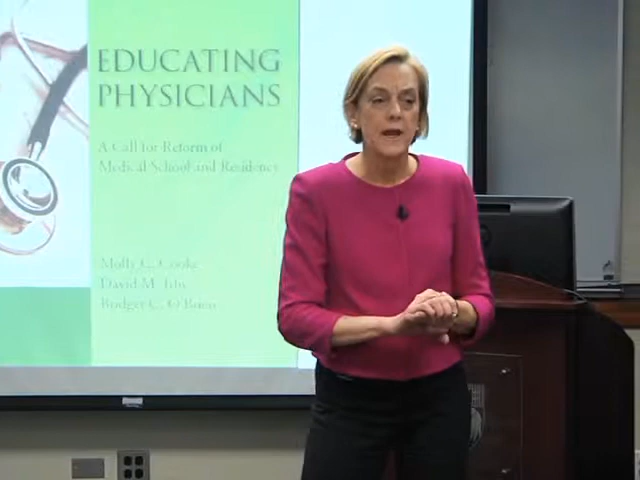 EDUCATING
PHYSICIANS
A Call for Reform of
Medical School and Residency
Molly C. Cooke
David M. Irby
Bridget C. O'Brien